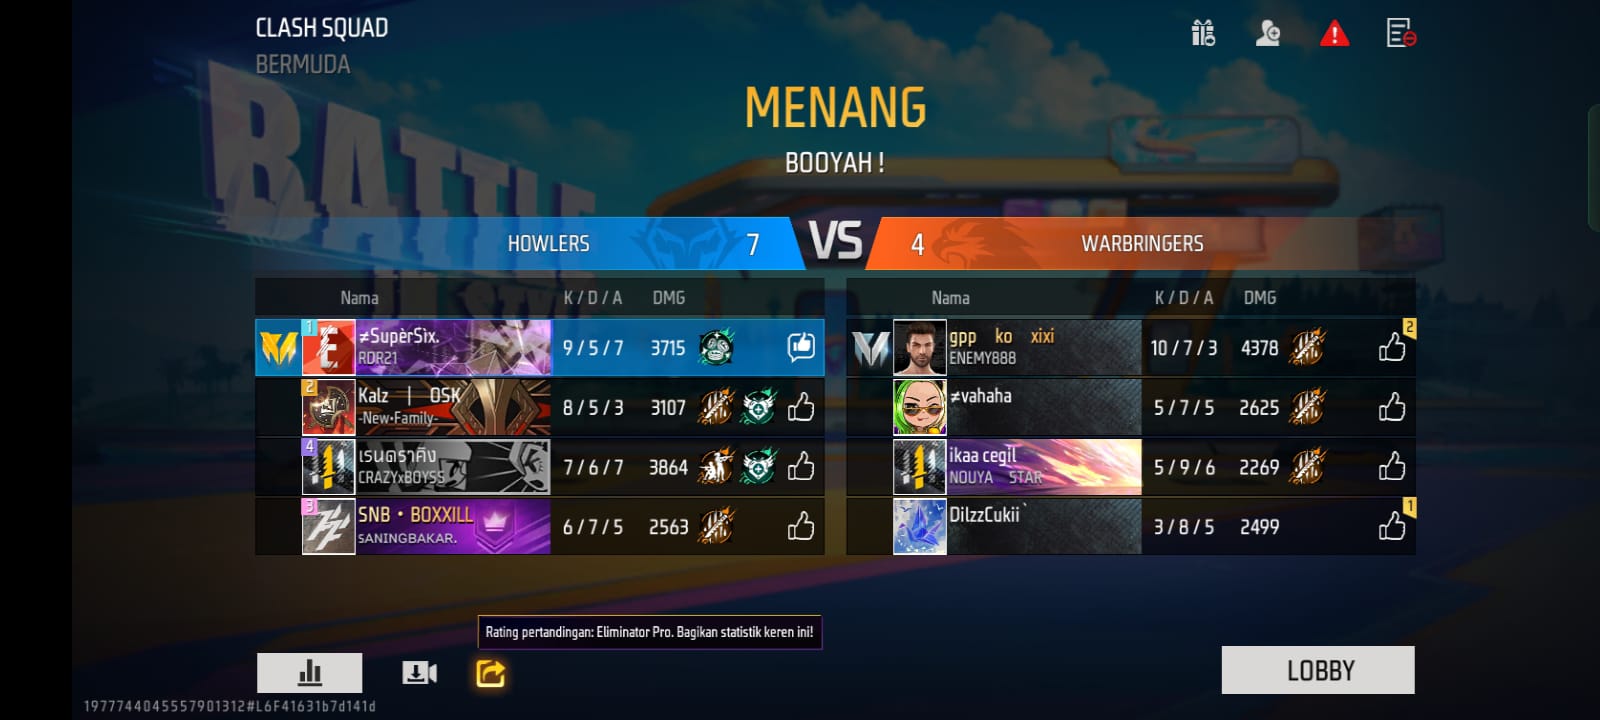 CLASH SQUAD
BERMUDA
MENANG
BOOYAH !
HOWLERS 7 VS 4 WARBRINGERS
Nama K / D / A DMG
1 ≠SupèrSìx. 9 / 5 / 7 3715
RDR21
2 Kalz | OSK 8 / 5 / 3 3107
-New-Family-
4 เรนดราคิง 7 / 6 / 7 3864
CRAZYxBOYSS
3 SNB • BOXXILL 6 / 7 / 5 2563
sANINGBAKAR.
Nama K / D / A DMG
gpp ko xixi 10 / 7 / 3 4378 2
ENEMY888
≠vahaha 5 / 7 / 5 2625
ikaa cegil 5 / 9 / 6 2269
NOUYA STAR
DilzzCukii` 3 / 8 / 5 2499 1
Rating pertandingan: Eliminator Pro. Bagikan statistik keren ini!
LOBBY
1977744045557901312#L6F41631b7d141d